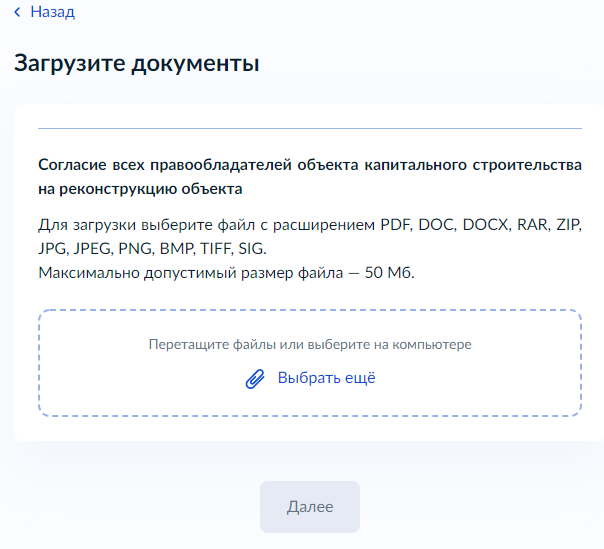 Назад
Загрузите документы
Согласие всех правообладателей объекта капитального строительства
на реконструкцию объекта
Для загрузки выберите файл с расширением PDF, DOC, DOCX, RAR, ZIP,
JPG, JPEG, PNG, BMP, TIFF, SIG.
Максимально допустимый размер файла — 50 Мб.
Перетащите файлы или выберите на компьютере
Выбрать ещё
Далее